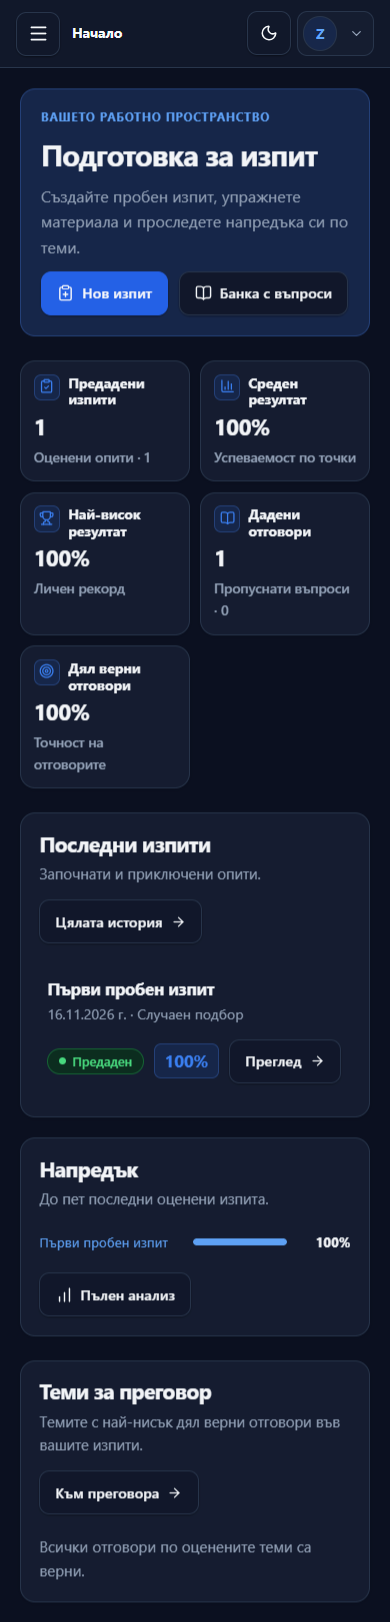 Начало
Z
ВАШЕТО РАБОТНО ПРОСТРАНСТВО
Подготовка за изпит
Създайте пробен изпит, упражнете
материала и проследете напредъка си по
теми.
Нов изпит
Банка с въпроси
Предадени
изпити
1
Оценени опити · 1
Среден
резултат
100%
Успеваемост по точки
Най-висок
резултат
100%
Личен рекорд
Дадени
отговори
1
Пропуснати въпроси
· 0
Дял верни
отговори
100%
Точност на
отговорите
Последни изпити
Започнати и приключени опити.
Цялата история
Първи пробен изпит
16.11.2026 г. · Случаен подбор
Предаден
100%
Преглед
Напредък
До пет последни оценени изпита.
Първи пробен изпит
100%
Пълен анализ
Теми за преговор
Темите с най-нисък дял верни отговори във
вашите изпити.
Към преговора
Всички отговори по оценените теми са
верни.